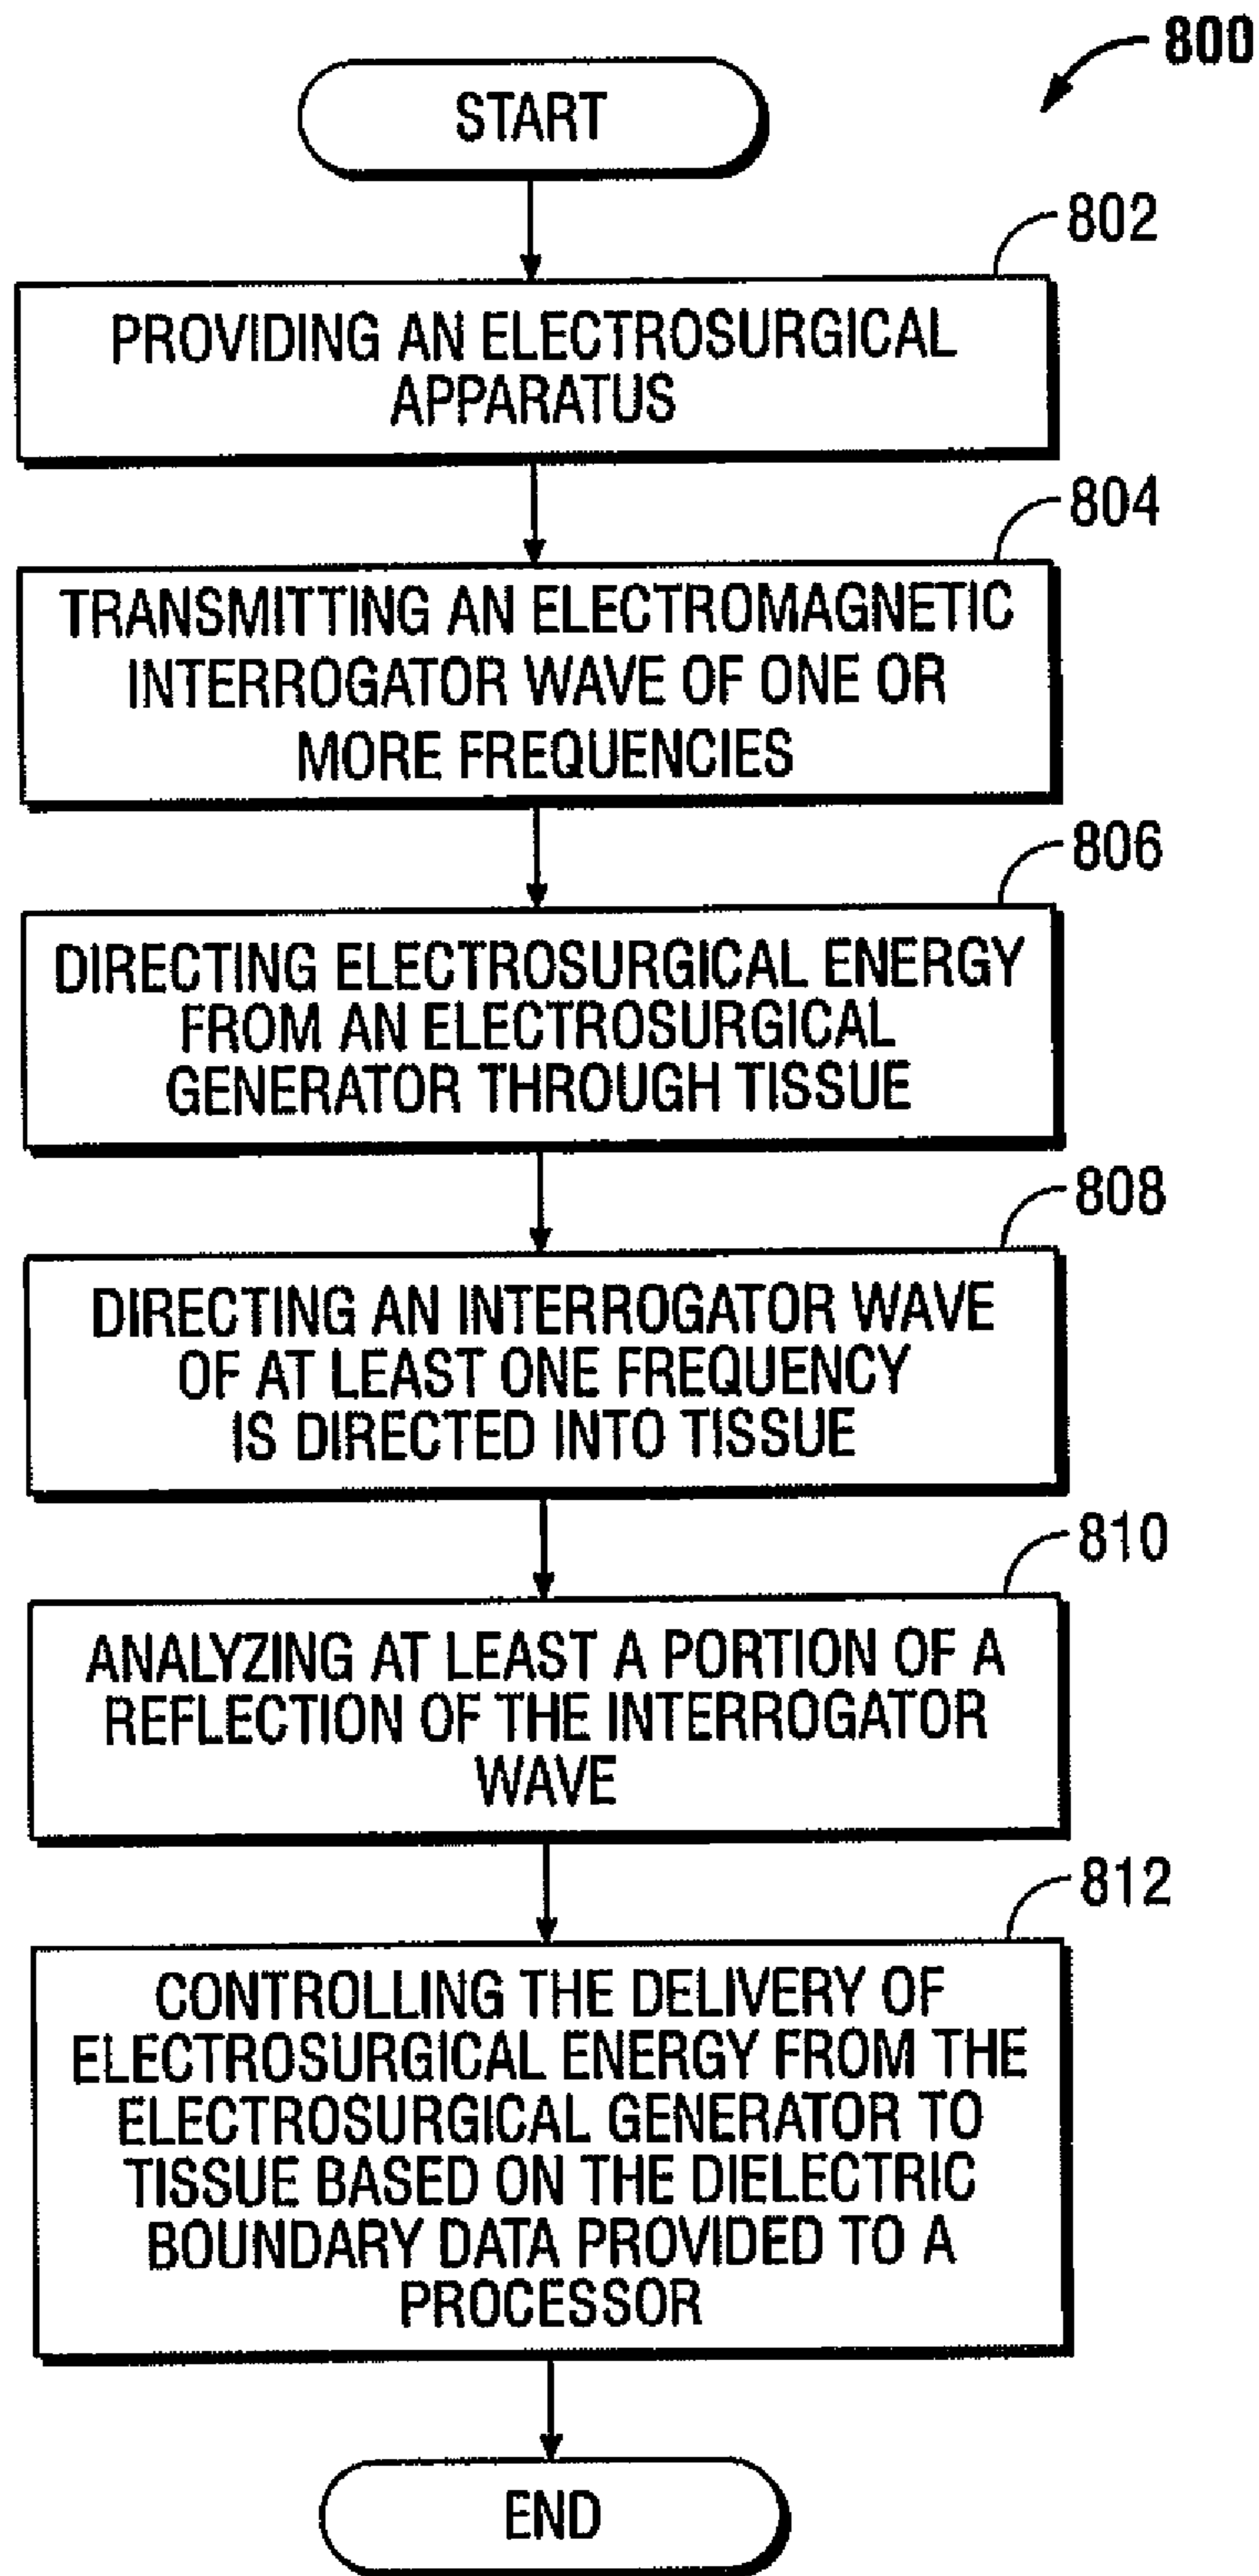 800
START
802
PROVIDING AN ELECTROSURGICAL
APPARATUS
804
TRANSMITTING AN ELECTROMAGNETIC
INTERROGATOR WAVE OF ONE OR
MORE FREQUENCIES
806
DIRECTING ELECTROSURGICAL ENERGY
FROM AN ELECTROSURGICAL
GENERATOR THROUGH TISSUE
808
DIRECTING AN INTERROGATOR WAVE
OF AT LEAST ONE FREQUENCY
IS DIRECTED INTO TISSUE
810
ANALYZING AT LEAST A PORTION OF A
REFLECTION OF THE INTERROGATOR
WAVE
812
CONTROLLING THE DELIVERY OF
ELECTROSURGICAL ENERGY FROM THE
ELECTROSURGICAL GENERATOR TO
TISSUE BASED ON THE DIELECTRIC
BOUNDARY DATA PROVIDED TO A
PROCESSOR
END